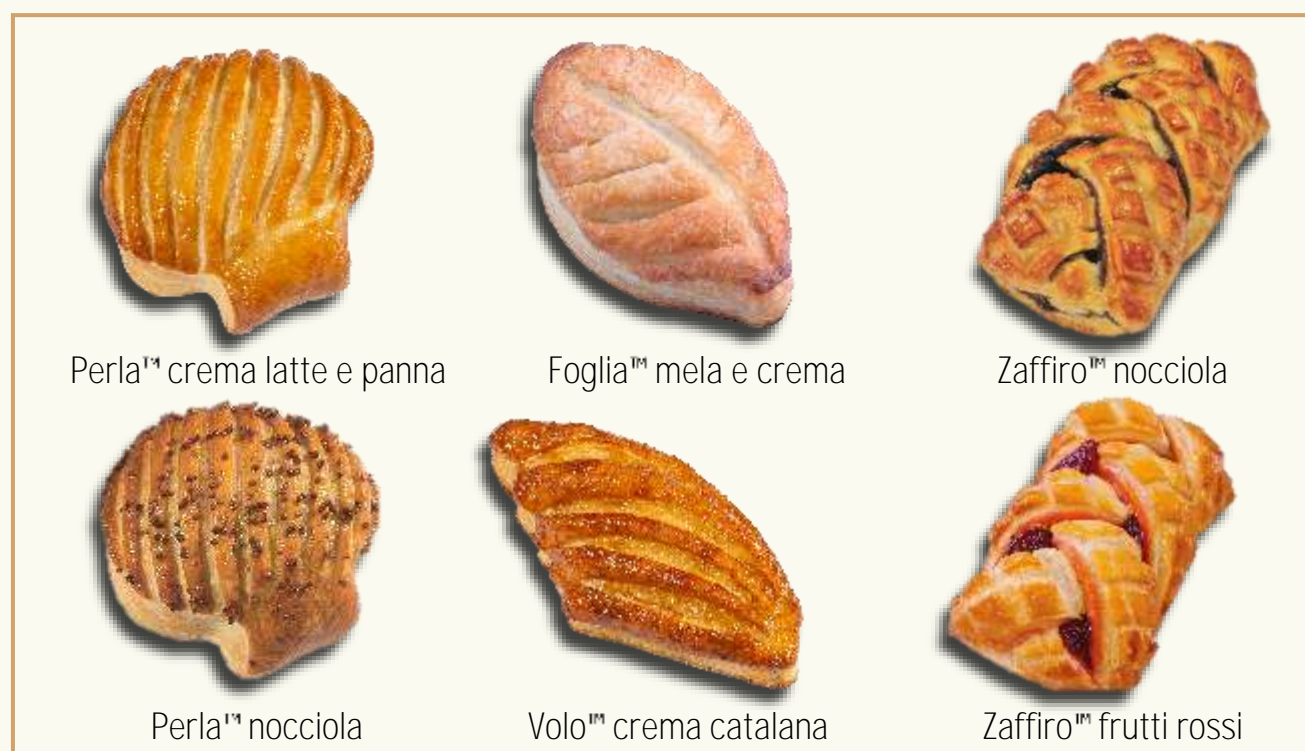 Perla™ crema latte e panna
Foglia™ mela e crema
Zaffiro™ nocciola
Perla™ nocciola
Volo™ crema catalana
Zaffiro™ frutti rossi